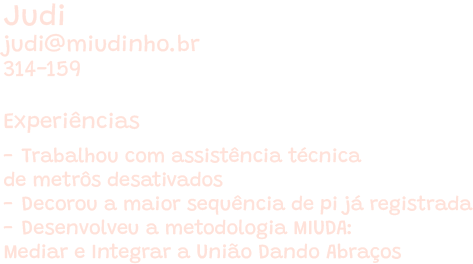 Judi
judi@miudinho.br
314-159
Experiências
- Trabalhou com assistência técnica
de metrôs desativados
- Decorou a maior sequência de pi já registrada
- Desenvolveu a metodologia MIUDA:
Mediar e Integrar a União Dando Abraços